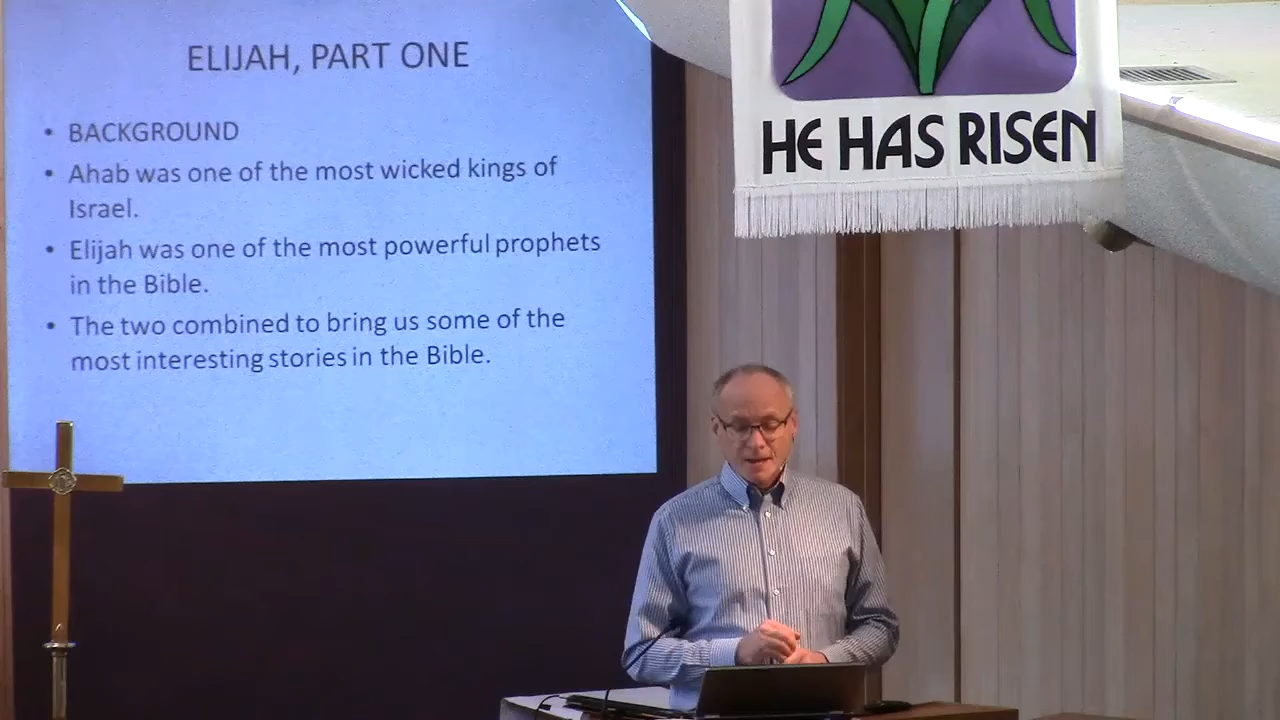 ELIJAH, PART ONE
• BACKGROUND
• Ahab was one of the most wicked kings of
Israel.
• Elijah was one of the most powerful prophets
in the Bible.
• The two combined to bring us some of the
most interesting stories in the Bible.
HE HAS RISEN